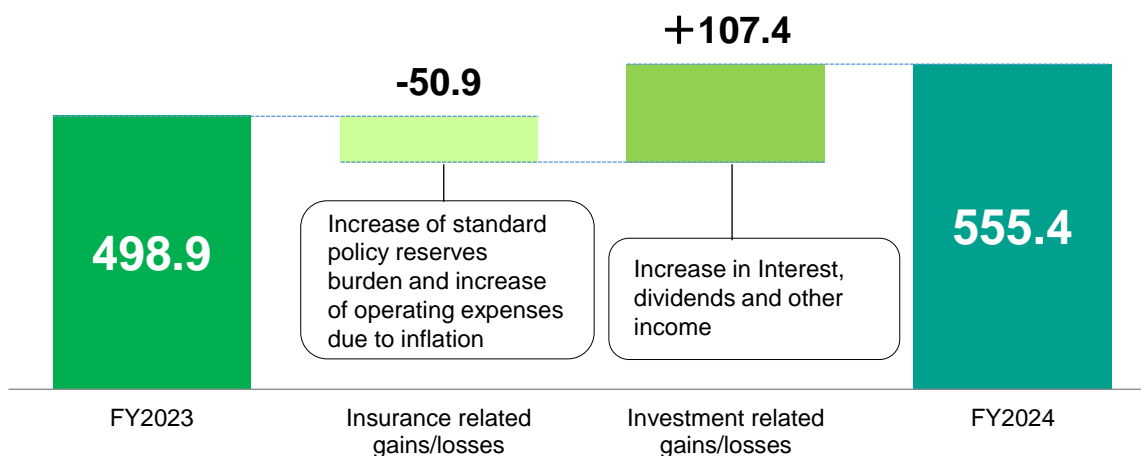 +107.4
-50.9
498.9
Increase of standard
policy reserves
burden and increase
of operating expenses
due to inflation
Increase in Interest,
dividends and other
income
555.4
FY2023
Insurance related
gains/losses
Investment related
gains/losses
FY2024